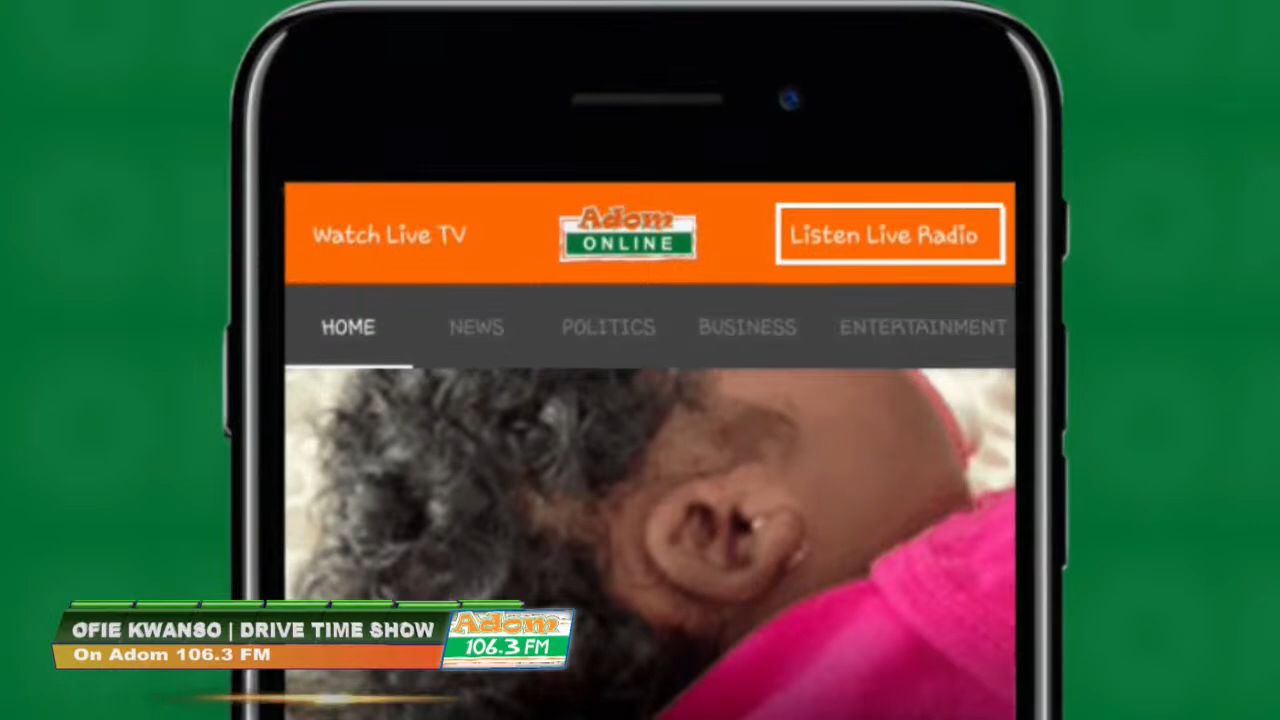 Watch Live TV
Adom
ONLINE
Listen Live Radio
HOME NEWS POLITICS BUSINESS ENTERTAINMENT
OFIE KWANSO | DRIVE TIME SHOW
On Adom 106.3 FM
Adom
106.3 FM